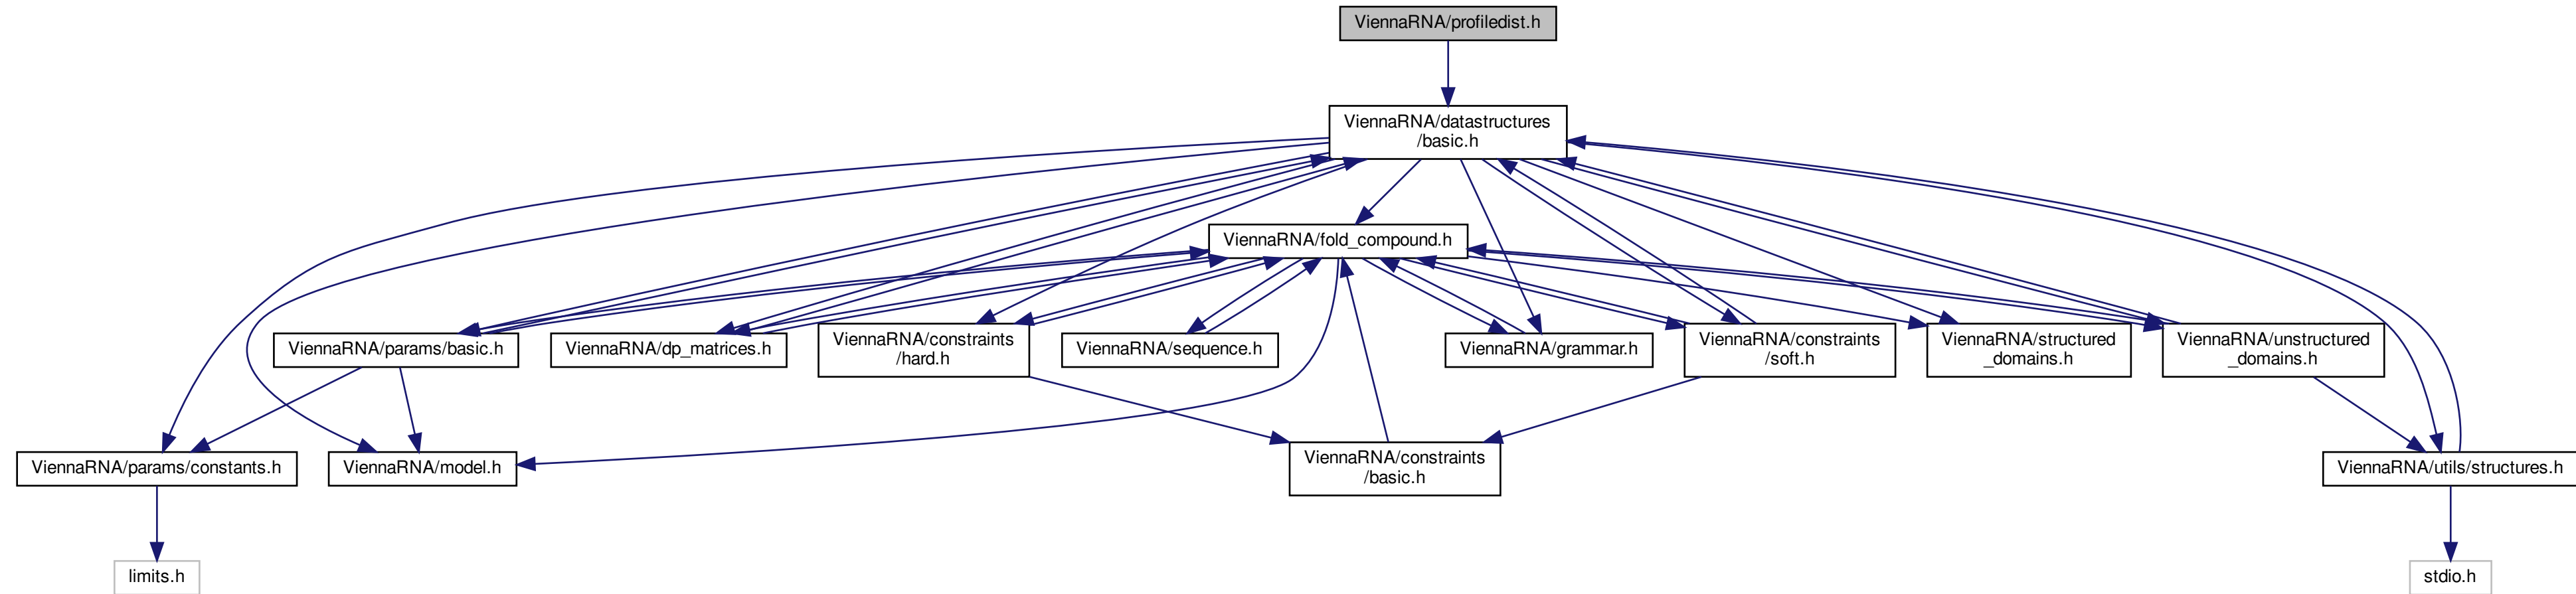 ViennaRNA/profiledist.h
ViennaRNA/datastructures
/basic.h
ViennaRNA/fold_compound.h
ViennaRNA/params/basic.h
ViennaRNA/dp_matrices.h
ViennaRNA/constraints
/hard.h
ViennaRNA/sequence.h
ViennaRNA/grammar.h
ViennaRNA/constraints
/soft.h
ViennaRNA/structured
_domains.h
ViennaRNA/unstructured
_domains.h
ViennaRNA/params/constants.h
ViennaRNA/model.h
ViennaRNA/constraints
/basic.h
ViennaRNA/utils/structures.h
limits.h
stdio.h